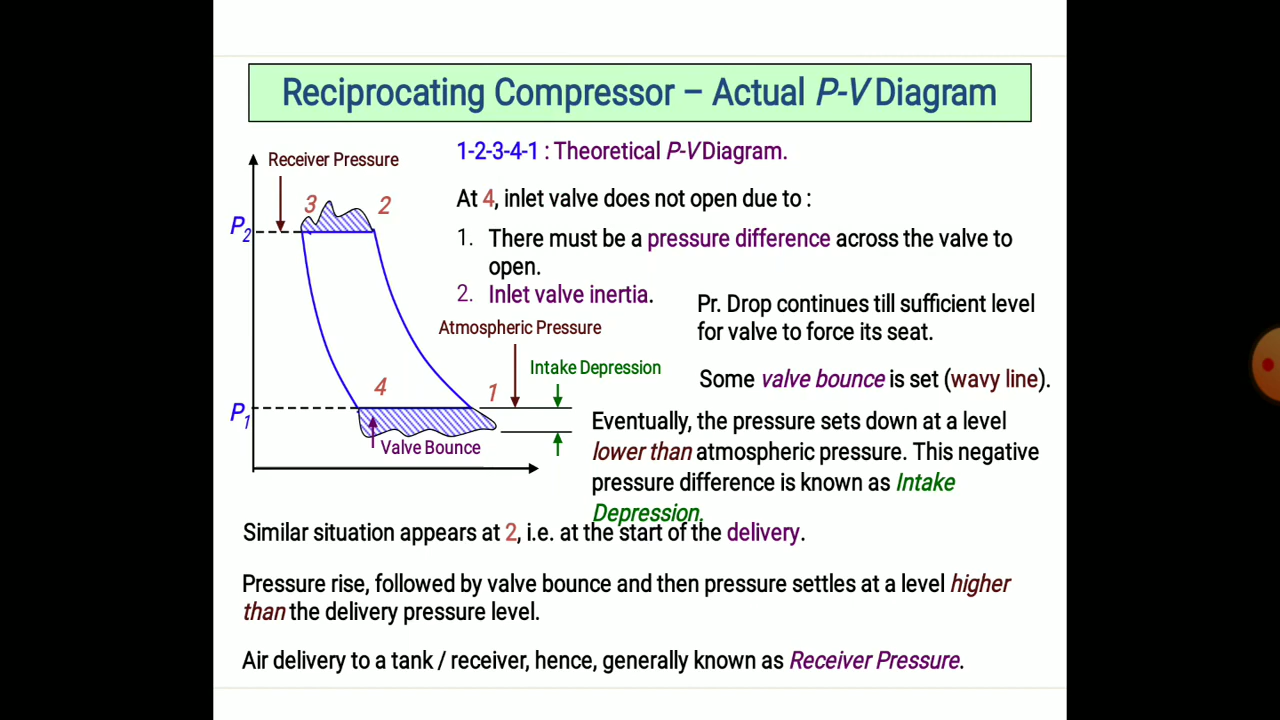 Reciprocating Compressor – Actual P-V Diagram
Receiver Pressure
3
2
P2
4
1
P1
Valve Bounce
Atmospheric Pressure
Intake Depression
1-2-3-4-1 : Theoretical P-V Diagram.
At 4, inlet valve does not open due to :
1. There must be a pressure difference across the valve to
open.
2. Inlet valve inertia.
Pr. Drop continues till sufficient level
for valve to force its seat.
Some valve bounce is set (wavy line).
Eventually, the pressure sets down at a level
lower than atmospheric pressure. This negative
pressure difference is known as Intake
Depression.
Similar situation appears at 2, i.e. at the start of the delivery.
Pressure rise, followed by valve bounce and then pressure settles at a level higher
than the delivery pressure level.
Air delivery to a tank / receiver, hence, generally known as Receiver Pressure.